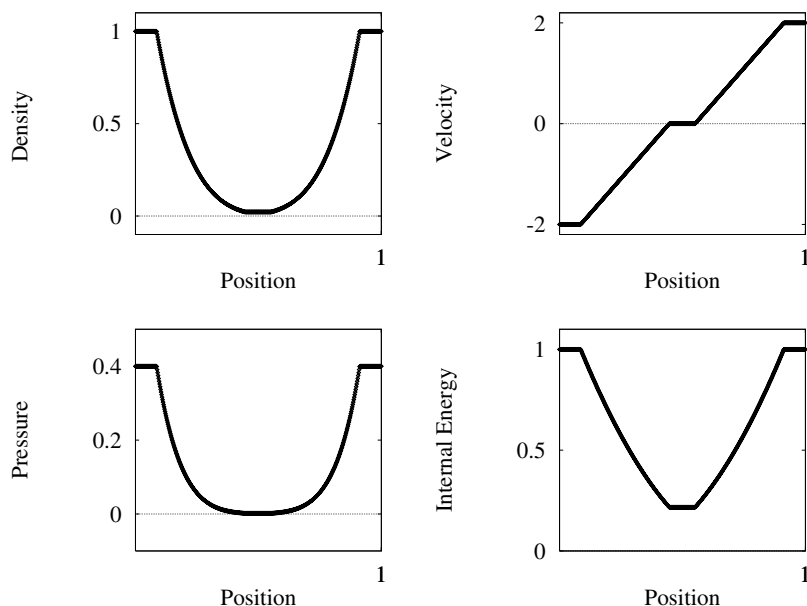 1
0.5
0
Density
1
Position
2
0
-2
Velocity
1
Position
0.4
0.2
0
Pressure
1
Position
1
0.5
0
Internal Energy
1
Position